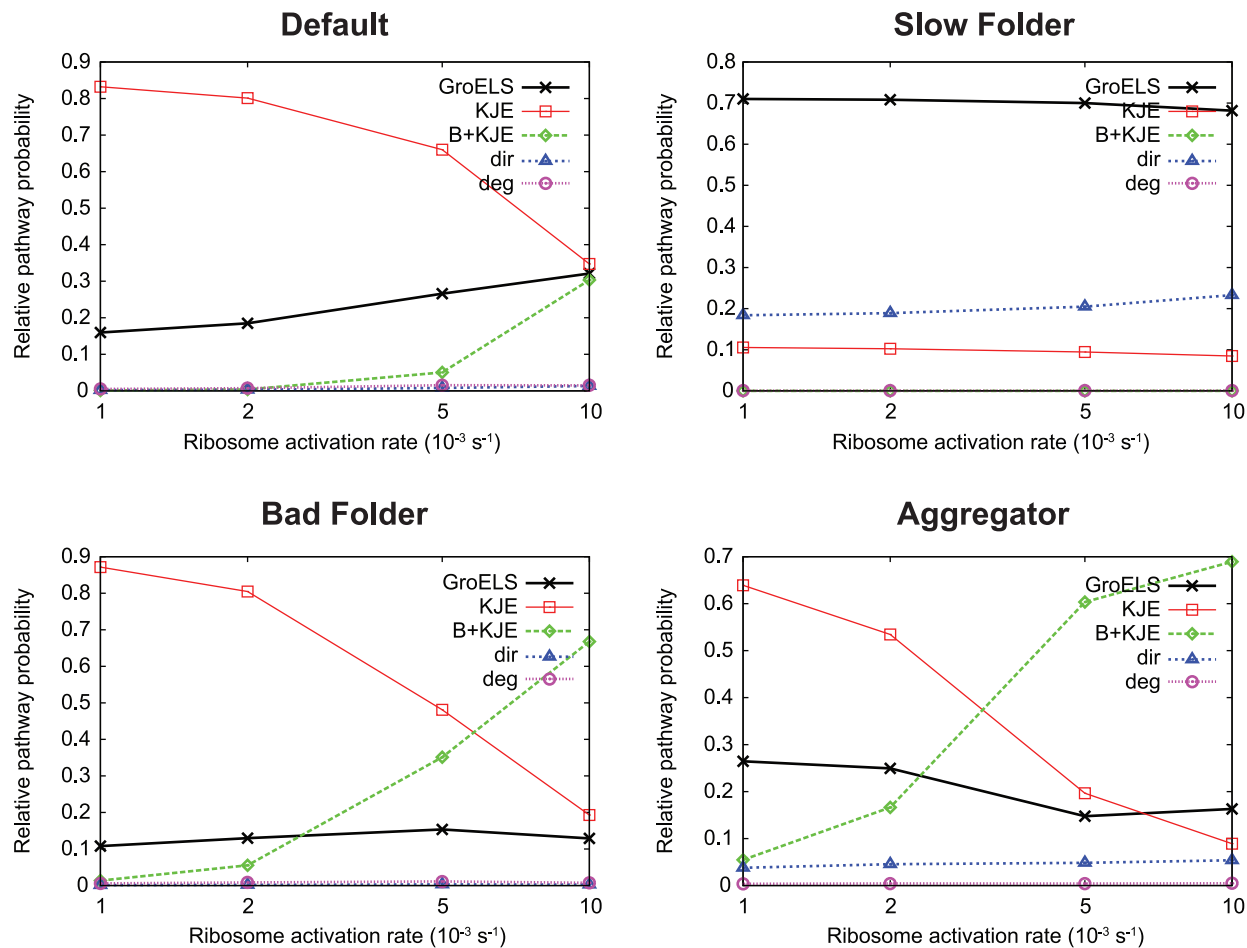 Default
Relative pathway probability
0.9
0.8
0.7
0.6
0.5
0.4
0.3
0.2
0.1
0
GroELS
KJE
B+KJE
dir
deg
1
2
5
10
Ribosome activation rate (10⁻³ s⁻¹)
Slow Folder
Relative pathway probability
0.8
0.7
0.6
0.5
0.4
0.3
0.2
0.1
0
GroELS
KJE
B+KJE
dir
deg
1
2
5
10
Ribosome activation rate (10⁻³ s⁻¹)
Bad Folder
Relative pathway probability
0.9
0.8
0.7
0.6
0.5
0.4
0.3
0.2
0.1
0
GroELS
KJE
B+KJE
dir
deg
1
2
5
10
Ribosome activation rate (10⁻³ s⁻¹)
Aggregator
Relative pathway probability
0.7
0.6
0.5
0.4
0.3
0.2
0.1
0
GroELS
KJE
B+KJE
dir
deg
1
2
5
10
Ribosome activation rate (10⁻³ s⁻¹)